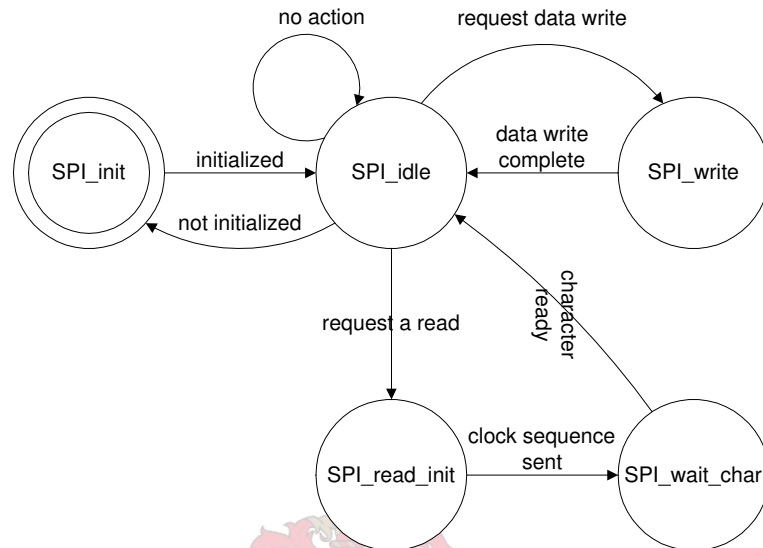 no action
request data write
SPI_init
initialized
SPI_idle
data write
complete
SPI_write
not initialized
character
ready
request a read
SPI_read_init
clock sequence
sent
SPI_wait_char